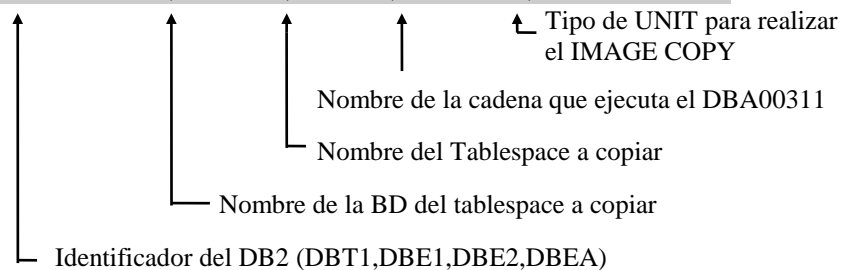 Tipo de UNIT para realizar
el IMAGE COPY
Nombre de la cadena que ejecuta el DBA00311
Nombre del Tablespace a copiar
Nombre de la BD del tablespace a copiar
Identificador del DB2 (DBT1,DBE1,DBE2,DBEA)